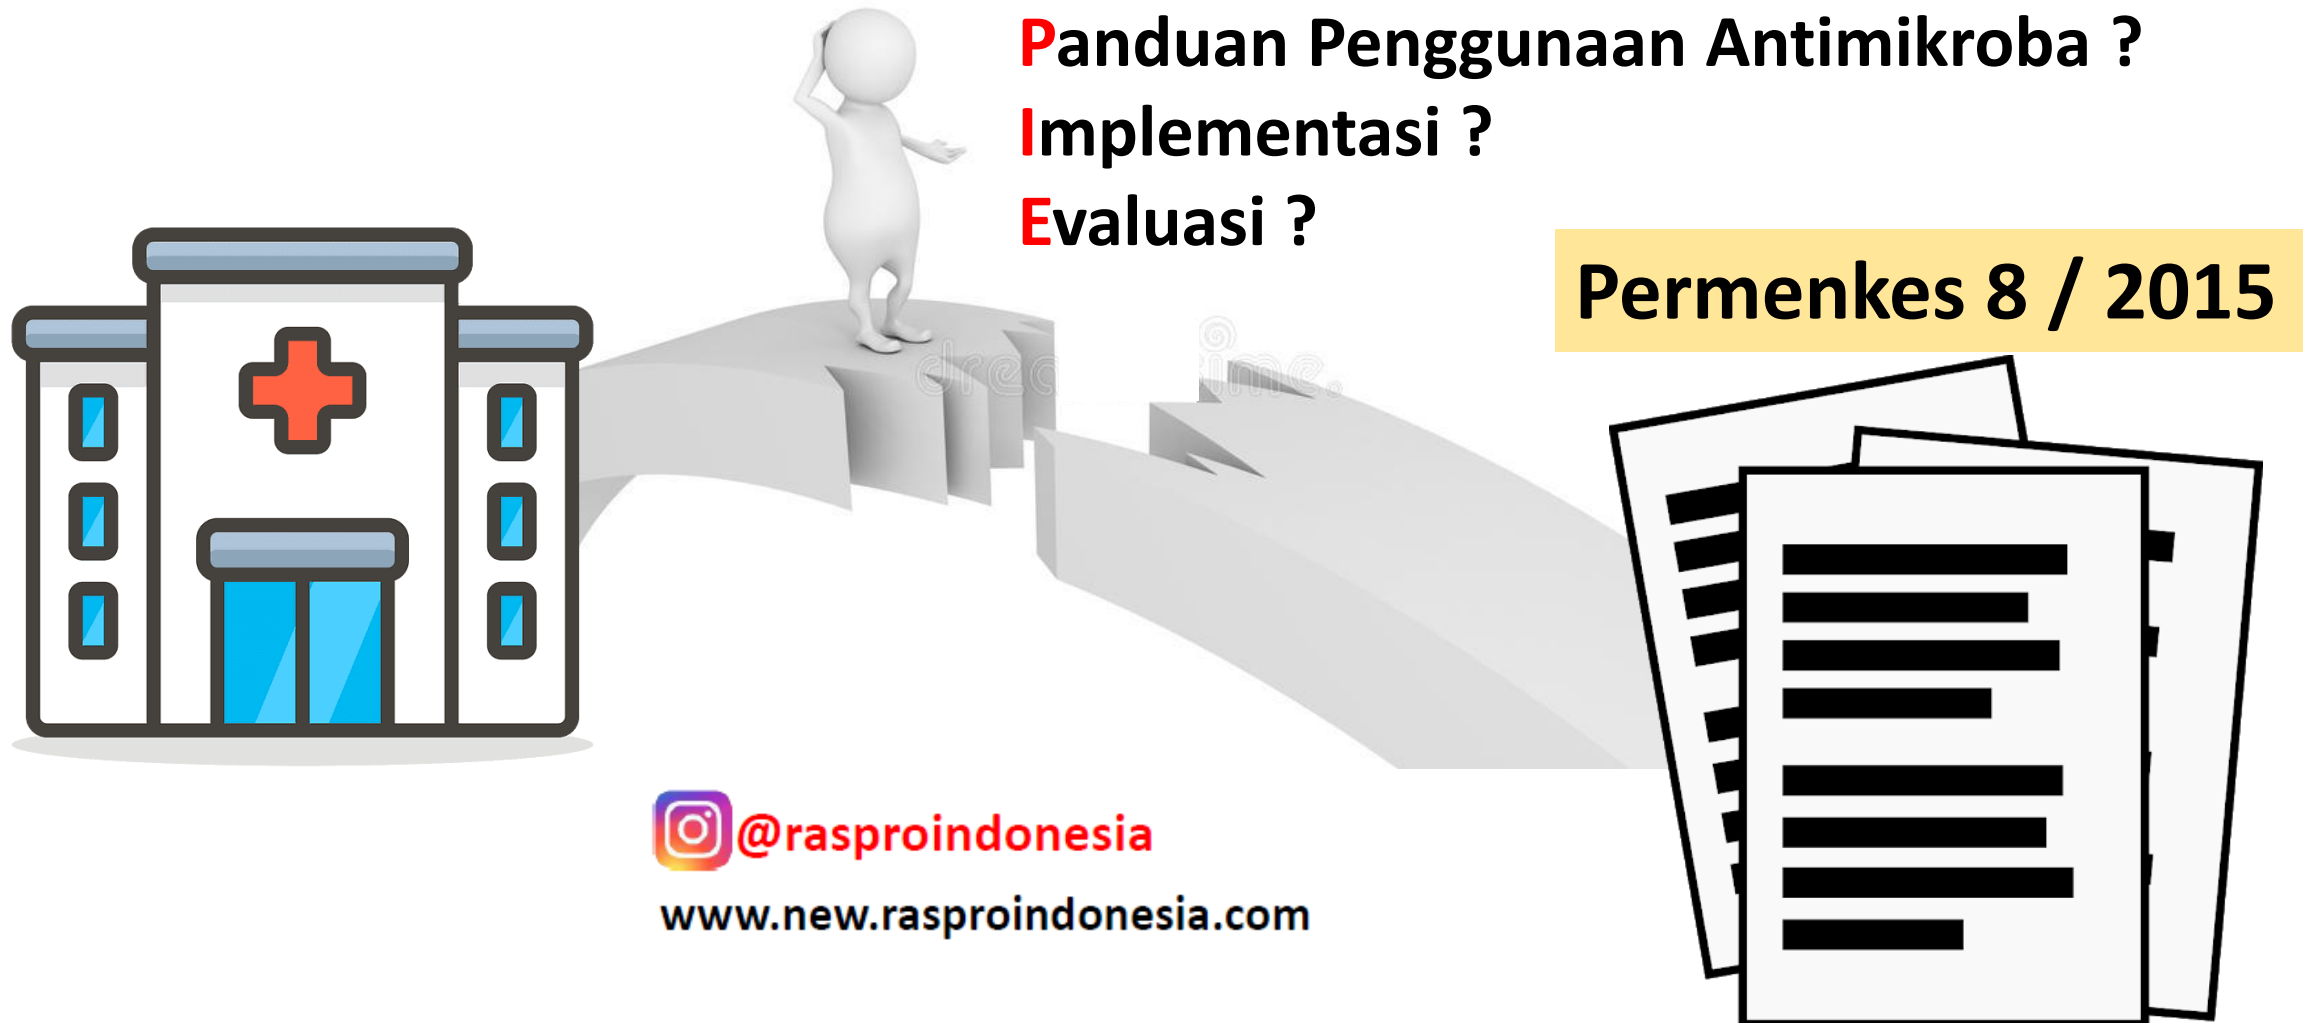 Panduan Penggunaan Antimikroba ?
Implementasi ?
Evaluasi ?
Permenkes 8 / 2015
@rasproindonesia
www.new.rasproindonesia.com